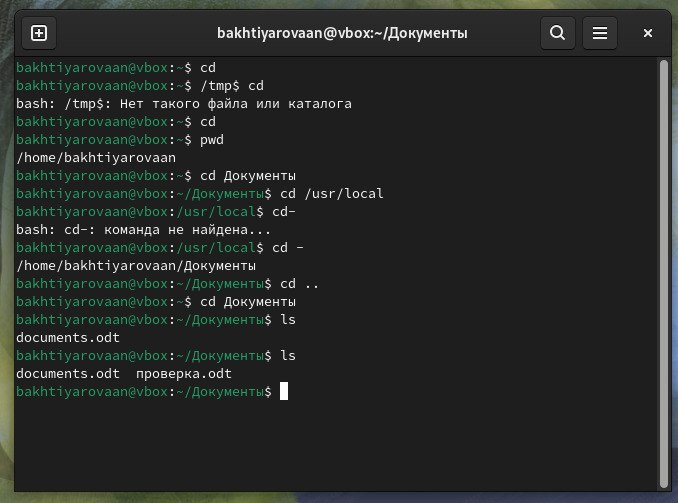 bakhtiyarovaan@vbox:~/Документы
bakhtiyarovaan@vbox:~$ cd
bakhtiyarovaan@vbox:~$ /tmp$ cd
bash: /tmp$: Нет такого файла или каталога
bakhtiyarovaan@vbox:~$ cd
bakhtiyarovaan@vbox:~$ pwd
/home/bakhtiyarovaan
bakhtiyarovaan@vbox:~$ cd Документы
bakhtiyarovaan@vbox:~/Документы$ cd /usr/local
bakhtiyarovaan@vbox:/usr/local$ cd-
bash: cd-: команда не найдена...
bakhtiyarovaan@vbox:/usr/local$ cd -
/home/bakhtiyarovaan/Документы
bakhtiyarovaan@vbox:~/Документы$ cd ..
bakhtiyarovaan@vbox:~$ cd Документы
bakhtiyarovaan@vbox:~/Документы$ ls
documents.odt
bakhtiyarovaan@vbox:~/Документы$ ls
documents.odt  проверка.odt
bakhtiyarovaan@vbox:~/Документы$